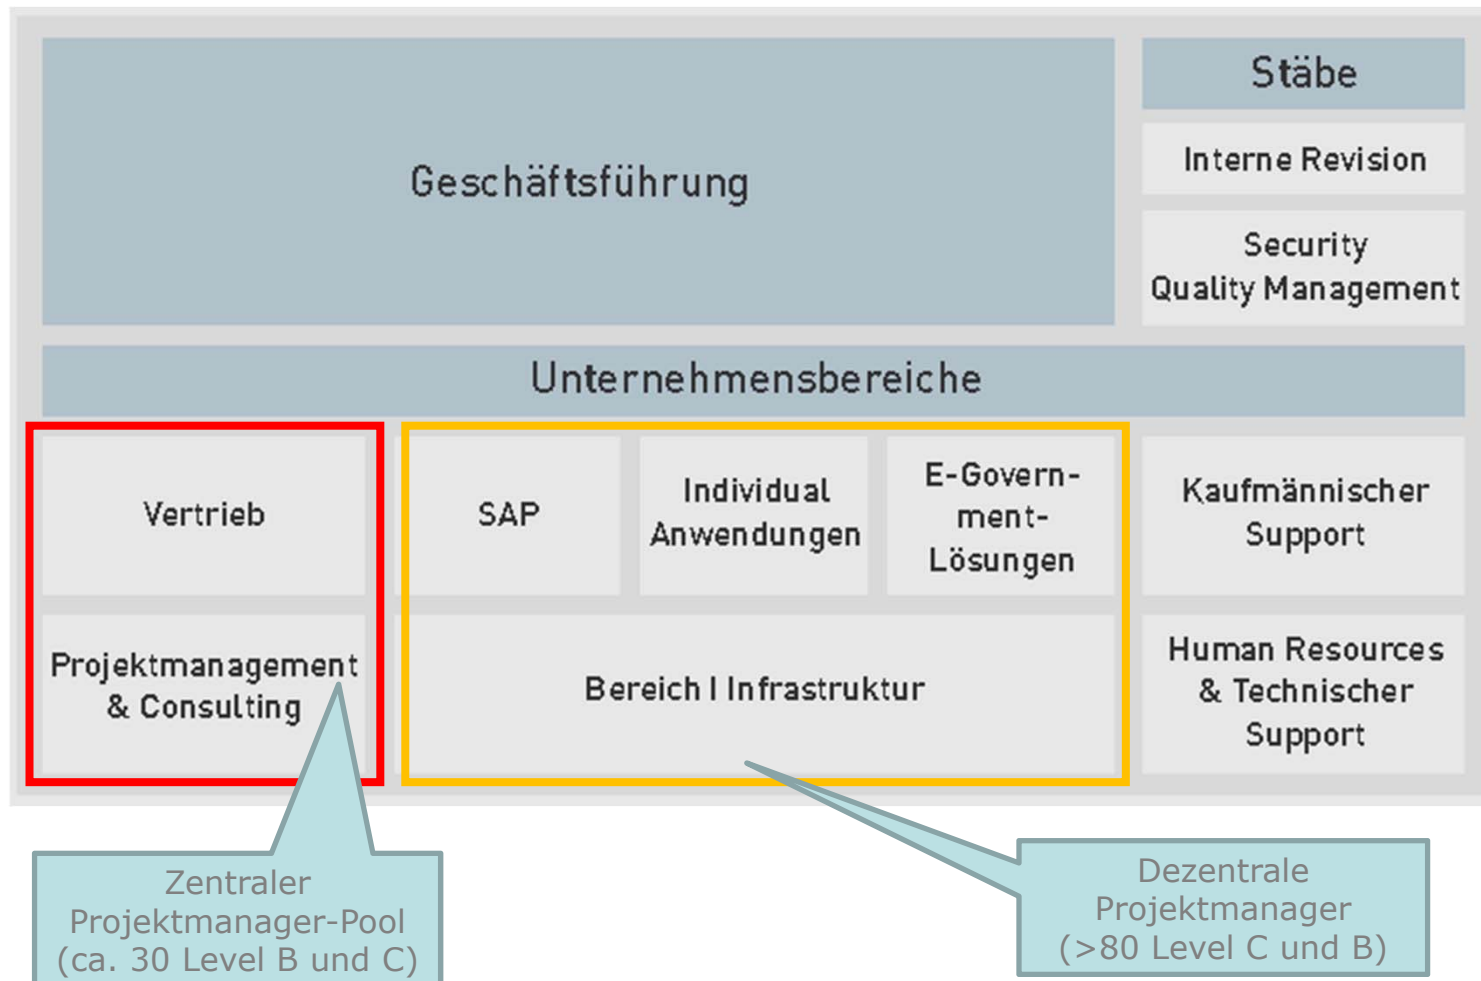 Geschäftsführung
Stäbe
Interne Revision
Security
Quality Management
Unternehmensbereiche
Vertrieb
SAP
Individual
Anwendungen
E-Govern-
ment-
Lösungen
Kaufmännischer
Support
Projektmanagement
& Consulting
Bereich I Infrastruktur
Human Resources
& Technischer
Support
Zentraler
Projektmanager-Pool
(ca. 30 Level B und C)
Dezentrale
Projektmanager
(>80 Level C und B)